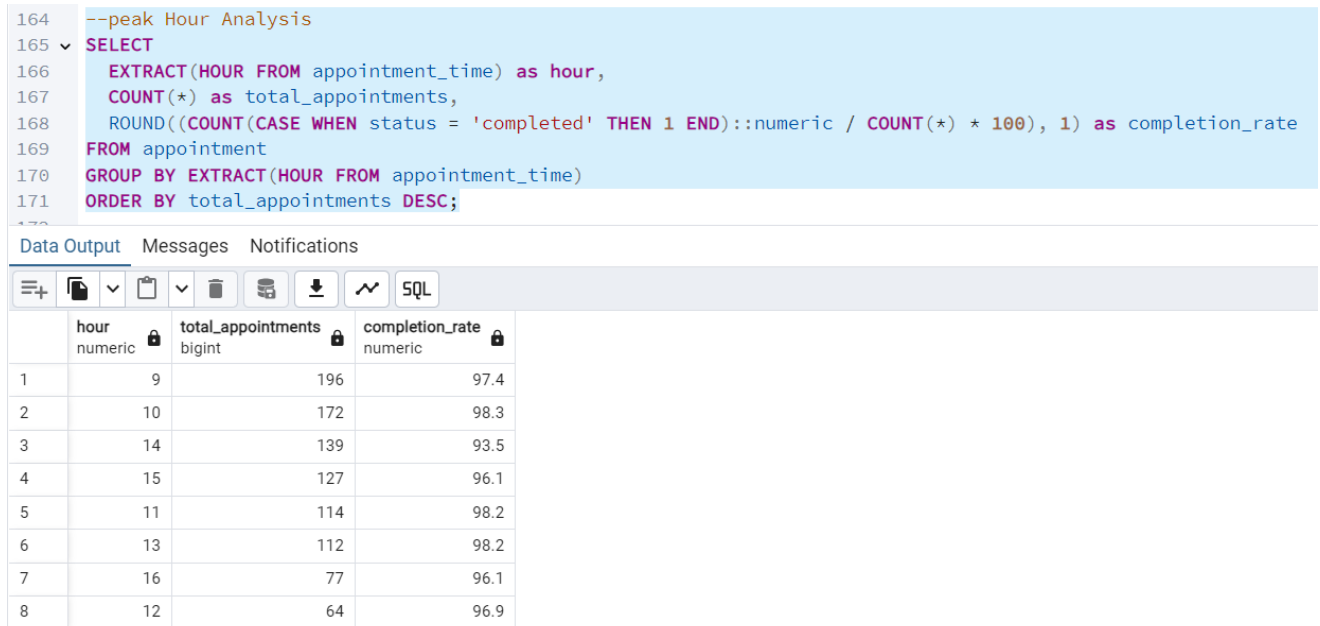 164 --peak Hour Analysis
165 SELECT
166 EXTRACT(HOUR FROM appointment_time) as hour,
167 COUNT(*) as total_appointments,
168 ROUND((COUNT(CASE WHEN status = 'completed' THEN 1 END)::numeric / COUNT(*) * 100), 1) as completion_rate
169 FROM appointment
170 GROUP BY EXTRACT(HOUR FROM appointment_time)
171 ORDER BY total_appointments DESC;
Data Output Messages Notifications
SQL
hour total_appointments completion_rate
numeric bigint numeric
1 9 196 97.4
2 10 172 98.3
3 14 139 93.5
4 15 127 96.1
5 11 114 98.2
6 13 112 98.2
7 16 77 96.1
8 12 64 96.9